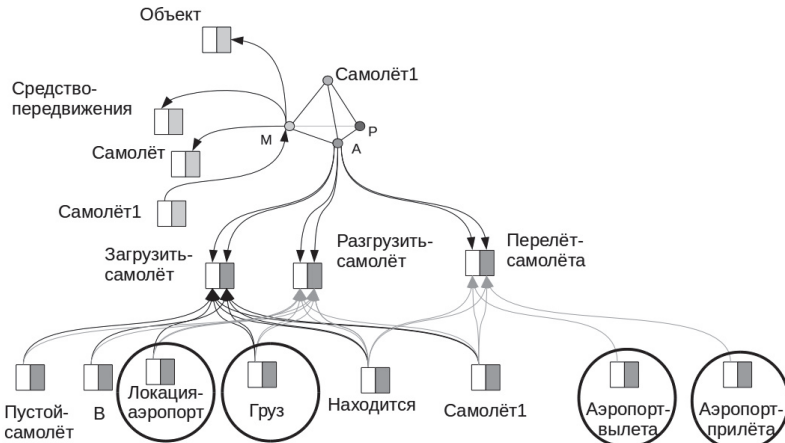 Объект
Самолёт1
Средство-
передвижения
М
Р
А
Самолёт
Самолёт1
Загрузить-
самолёт
Разгрузить-
самолёт
Перелёт-
самолёта
Пустой-
самолёт
В
Локация-
аэропорт
Груз
Находится
Самолёт1
Аэропорт-
вылета
Аэропорт-
прилёта